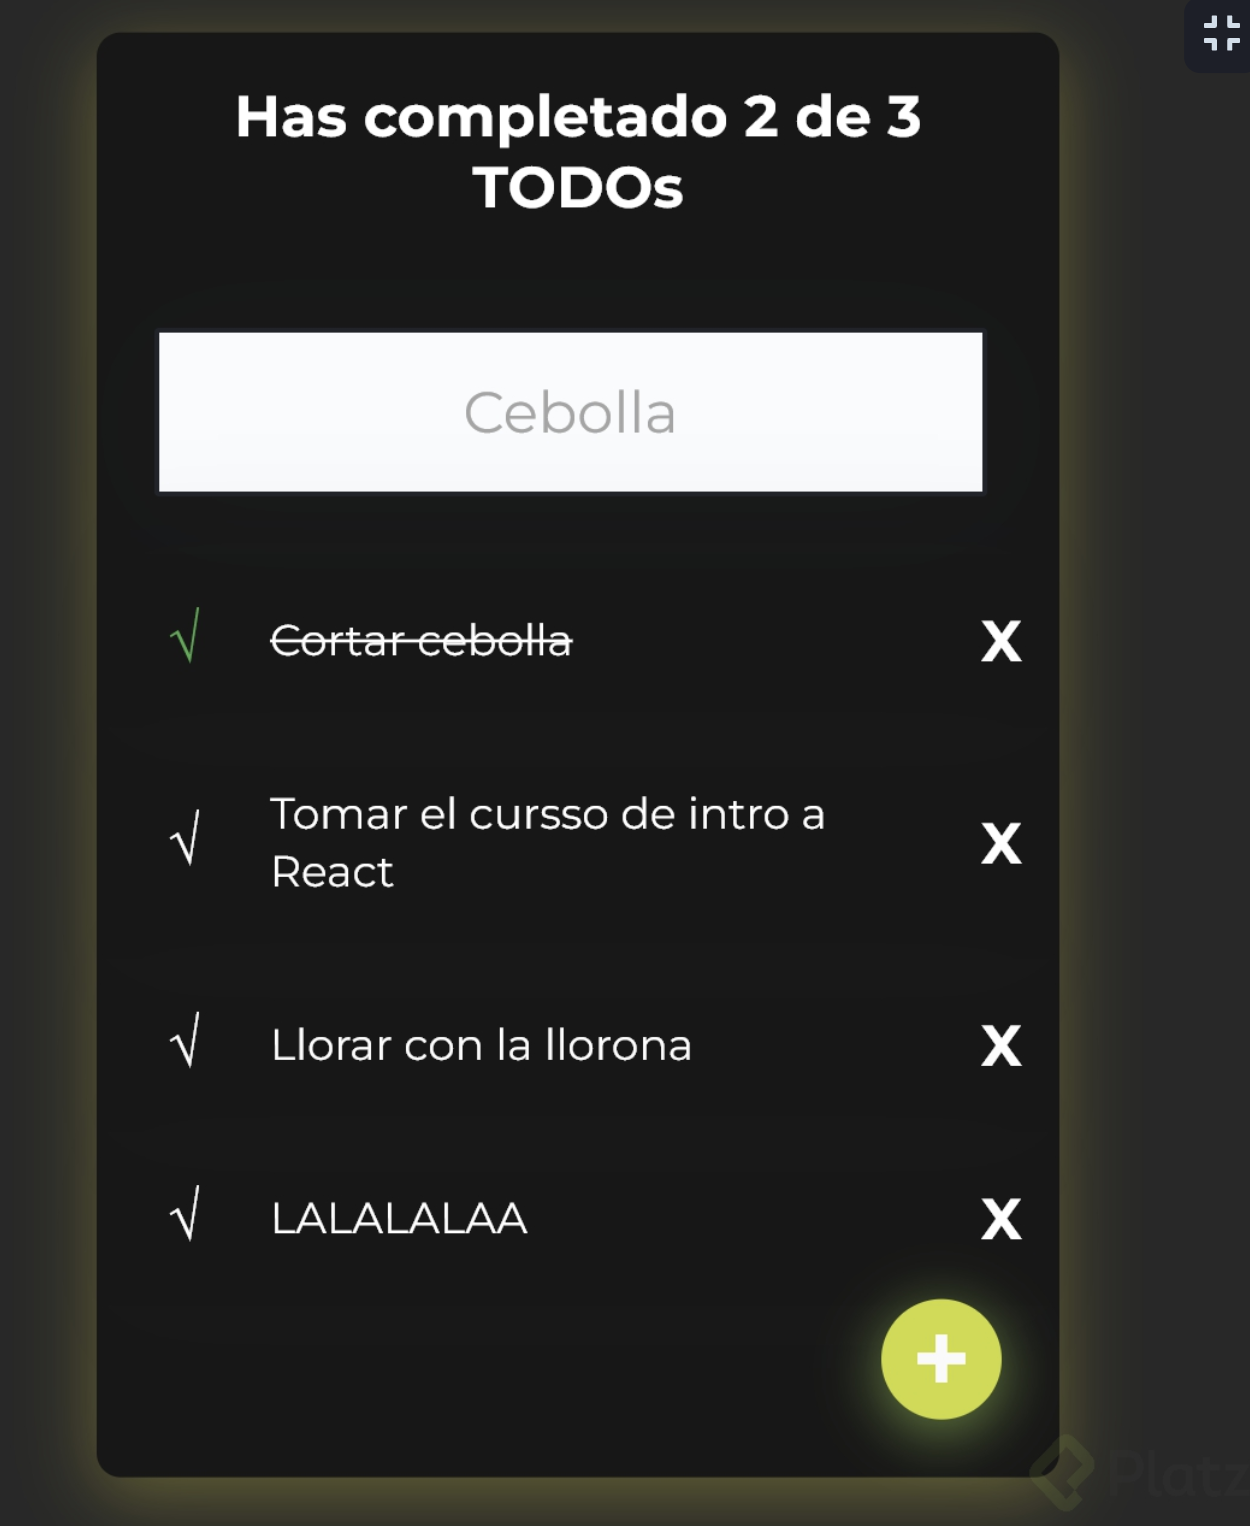 Has completado 2 de 3
TODOs
Cebolla
√ Cortar cebolla X
√ Tomar el cursso de intro a
React X
√ Llorar con la llorona X
√ LALALALAA X
+
Platz